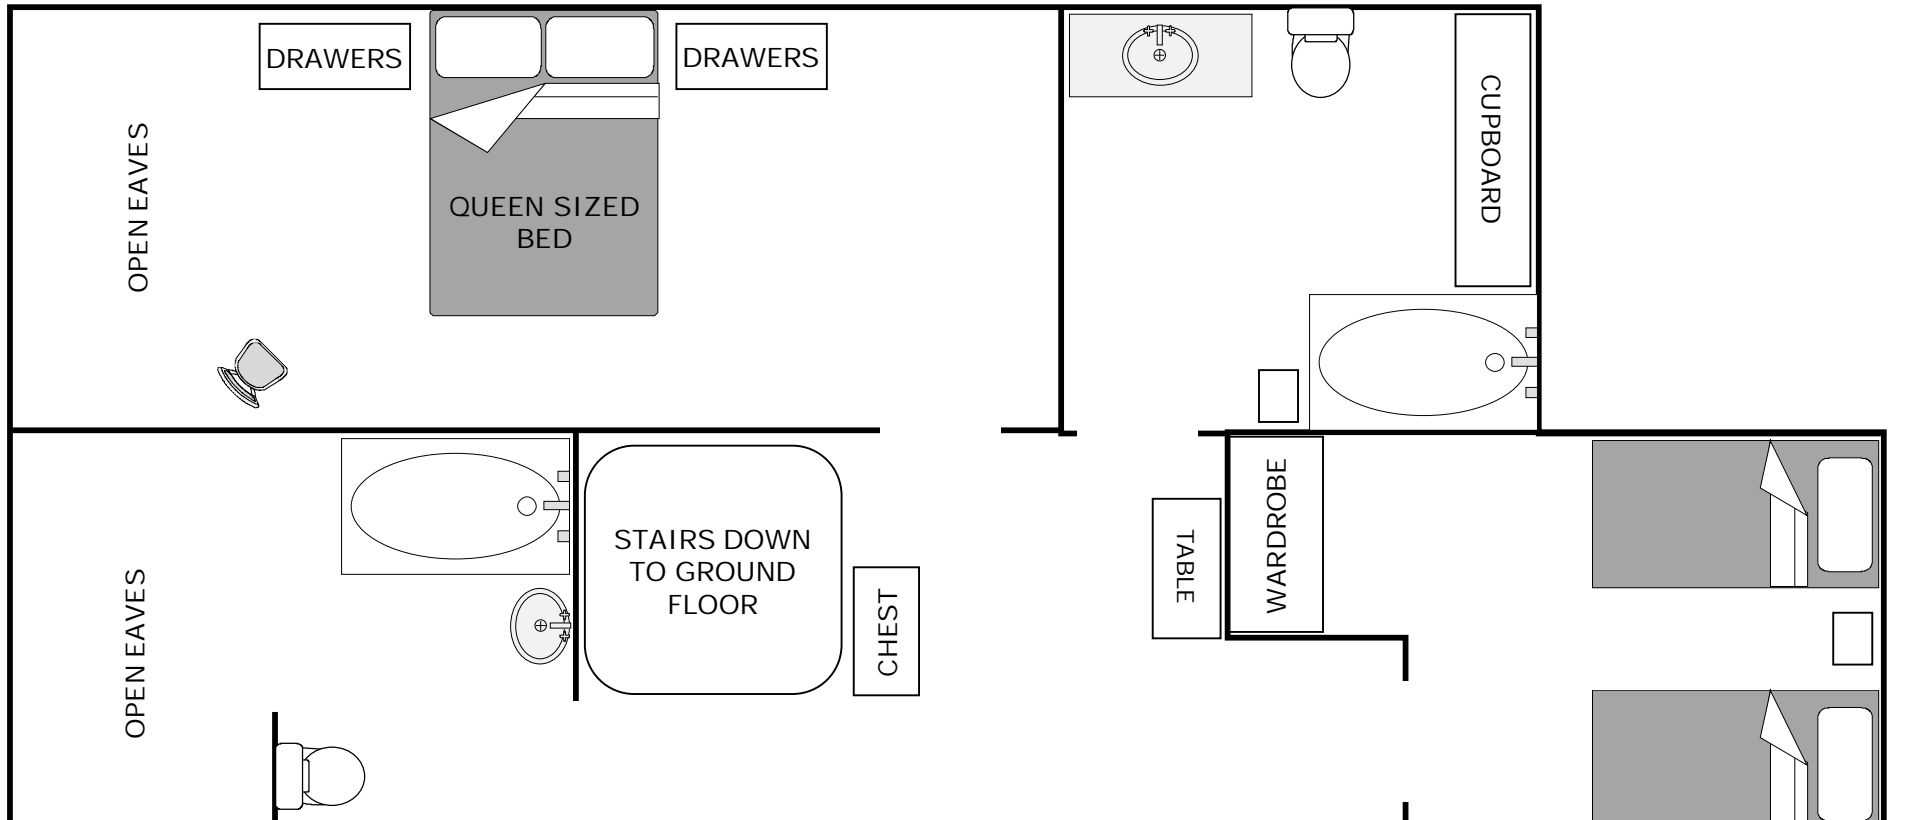 DRAWERS
DRAWERS
OPEN EAVES
QUEEN SIZED
BED
CUPBOARD
STAIRS DOWN
TO GROUND
FLOOR
CHEST
TABLE
WARDROBE
OPEN EAVES